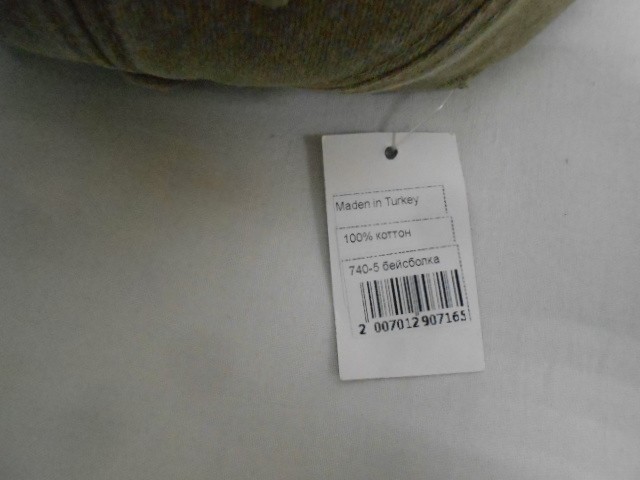 Maden in Turkey
100% коттон
740-5 бейсболка
2 007012 907165